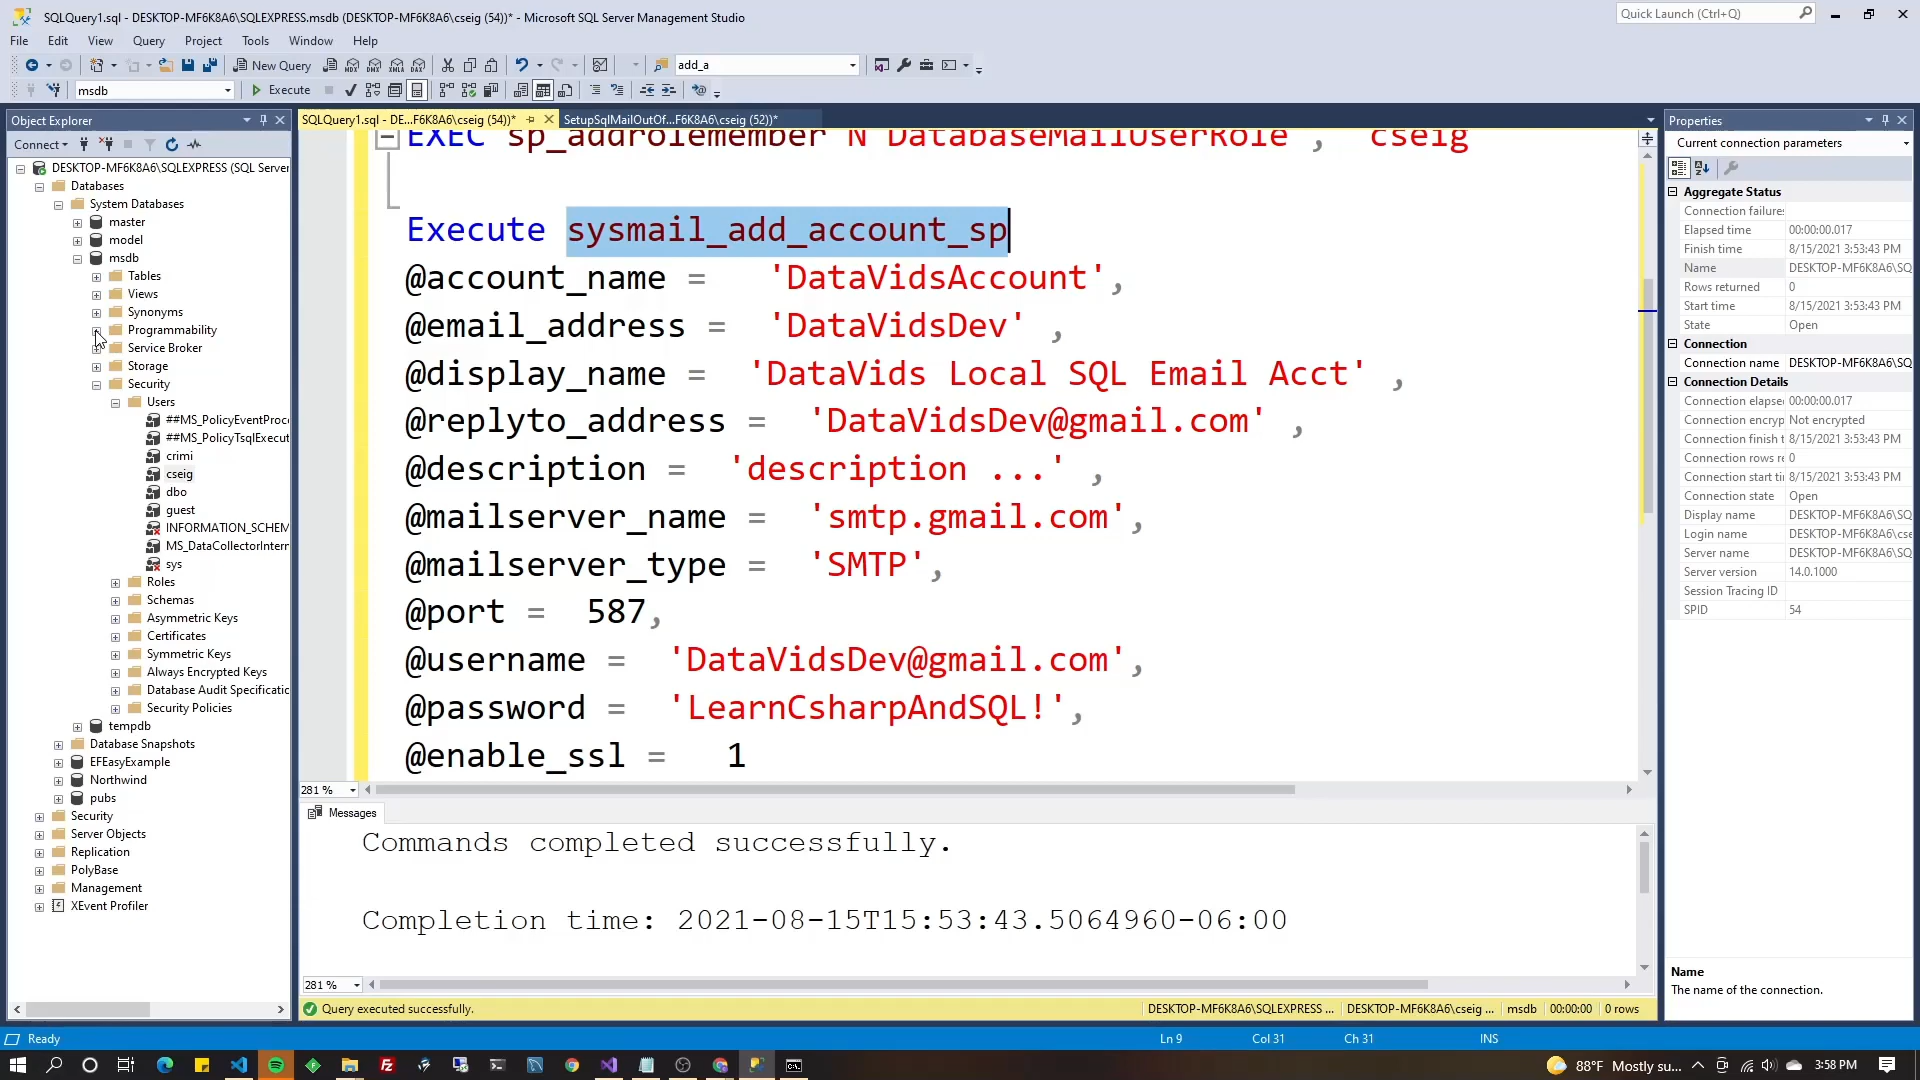 SQLQuery1.sql - DESKTOP-MF6K8A6\SQLEXPRESS.msdb (DESKTOP-MF6K8A6\cseig (54))* - Microsoft SQL Server Management Studio
Quick Launch (Ctrl+Q)
File Edit View Query Project Tools Window Help
New Query
add_a
msdb
Execute
Object Explorer
Connect
DESKTOP-MF6K8A6\SQLEXPRESS (SQL Server
Databases
System Databases
master
model
msdb
Tables
Views
Synonyms
Programmability
Service Broker
Storage
Security
Users
##MS_PolicyEventProce
##MS_PolicyTsqlExecut
crimi
cseig
dbo
guest
INFORMATION_SCHEM
MS_DataCollectorIntern
sys
Roles
Schemas
Asymmetric Keys
Certificates
Symmetric Keys
Always Encrypted Keys
Database Audit Specificatic
Security Policies
tempdb
Database Snapshots
EFEasyExample
Northwind
pubs
Security
Server Objects
Replication
PolyBase
Management
XEvent Profiler
SQLQuery1.sql - DE...F6K8A6\cseig (54))*
SetupSqlMailOutOf...F6K8A6\cseig (52))*
EXEC sp_addrolemember N'DatabaseMailUserRole', 'cseig'
Execute sysmail_add_account_sp
@account_name = 'DataVidsAccount',
@email_address = 'DataVidsDev' ,
@display_name = 'DataVids Local SQL Email Acct' ,
@replyto_address = 'DataVidsDev@gmail.com' ,
@description = 'description ...' ,
@mailserver_name = 'smtp.gmail.com',
@mailserver_type = 'SMTP',
@port = 587,
@username = 'DataVidsDev@gmail.com',
@password = 'LearnCsharpAndSQL!',
@enable_ssl = 1
281 %
Messages
Commands completed successfully.
Completion time: 2021-08-15T15:53:43.5064960-06:00
281 %
Query executed successfully.
DESKTOP-MF6K8A6\SQLEXPRESS ...
DESKTOP-MF6K8A6\cseig ...
msdb
00:00:00
0 rows
Properties
Current connection parameters
Aggregate Status
Connection failures
Elapsed time 00:00:00.017
Finish time 8/15/2021 3:53:43 PM
Name DESKTOP-MF6K8A6\SQ
Rows returned 0
Start time 8/15/2021 3:53:43 PM
State Open
Connection
Connection name DESKTOP-MF6K8A6\SQ
Connection Details
Connection elapse 00:00:00.017
Connection encryp Not encrypted
Connection finish t 8/15/2021 3:53:43 PM
Connection rows re 0
Connection start ti 8/15/2021 3:53:43 PM
Connection state Open
Display name DESKTOP-MF6K8A6\SQ
Login name DESKTOP-MF6K8A6\cse
Server name DESKTOP-MF6K8A6\SQ
Server version 14.0.1000
Session Tracing ID
SPID 54
Name
The name of the connection.
Ready
Ln 9
Col 31
Ch 31
INS
88°F Mostly su...
3:58 PM